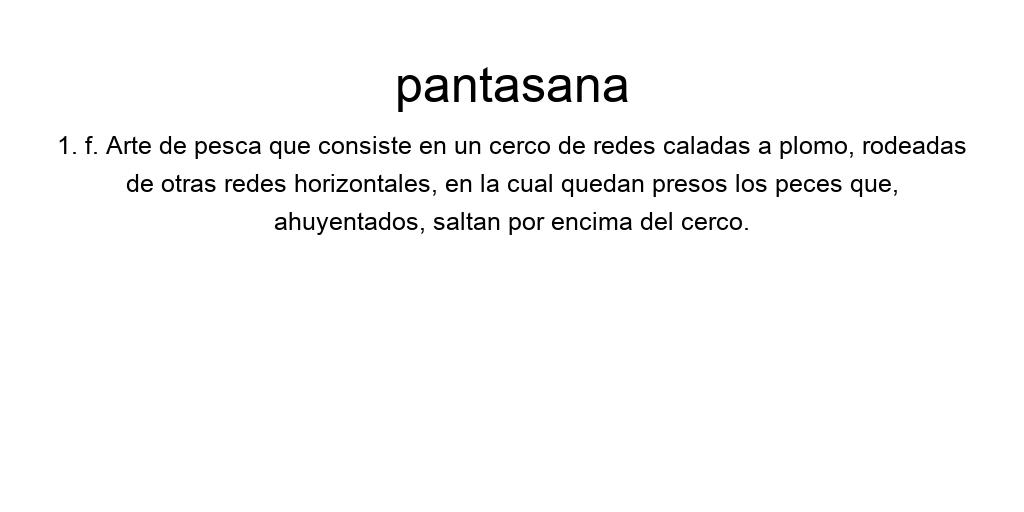 pantasana
1. f. Arte de pesca que consiste en un cerco de redes caladas a plomo, rodeadas
de otras redes horizontales, en la cual quedan presos los peces que,
ahuyentados, saltan por encima del cerco.